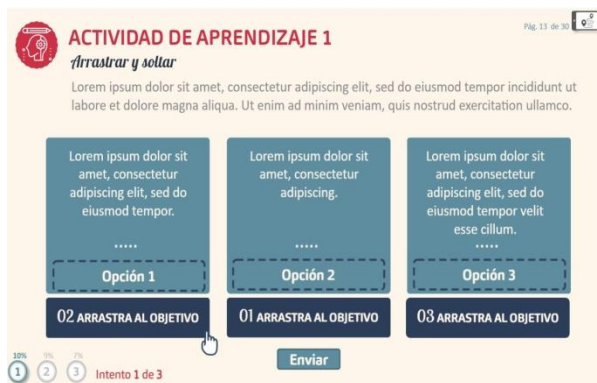 Pág. 13 de 30
ACTIVIDAD DE APRENDIZAJE 1
Arrastrar y soltar
Lorem ipsum dolor sit amet, consectetur adipiscing elit, sed do eiusmod tempor incididunt ut
labore et dolore magna aliqua. Ut enim ad minim veniam, quis nostrud exercitation ullamco.
Lorem ipsum dolor sit
amet, consectetur
adipiscing elit, sed do
eiusmod tempor.
.....
Opción 1
Lorem ipsum dolor sit
amet, consectetur
adipiscing.
.....
Opción 2
Lorem ipsum dolor sit
amet, consectetur
adipiscing elit, sed do
eiusmod tempor velit
esse cillum.
.....
Opción 3
02 ARRASTRA AL OBJETIVO
01 ARRASTRA AL OBJETIVO
03 ARRASTRA AL OBJETIVO
Enviar
10% 9% 7%
1 2 3 Intento 1 de 3